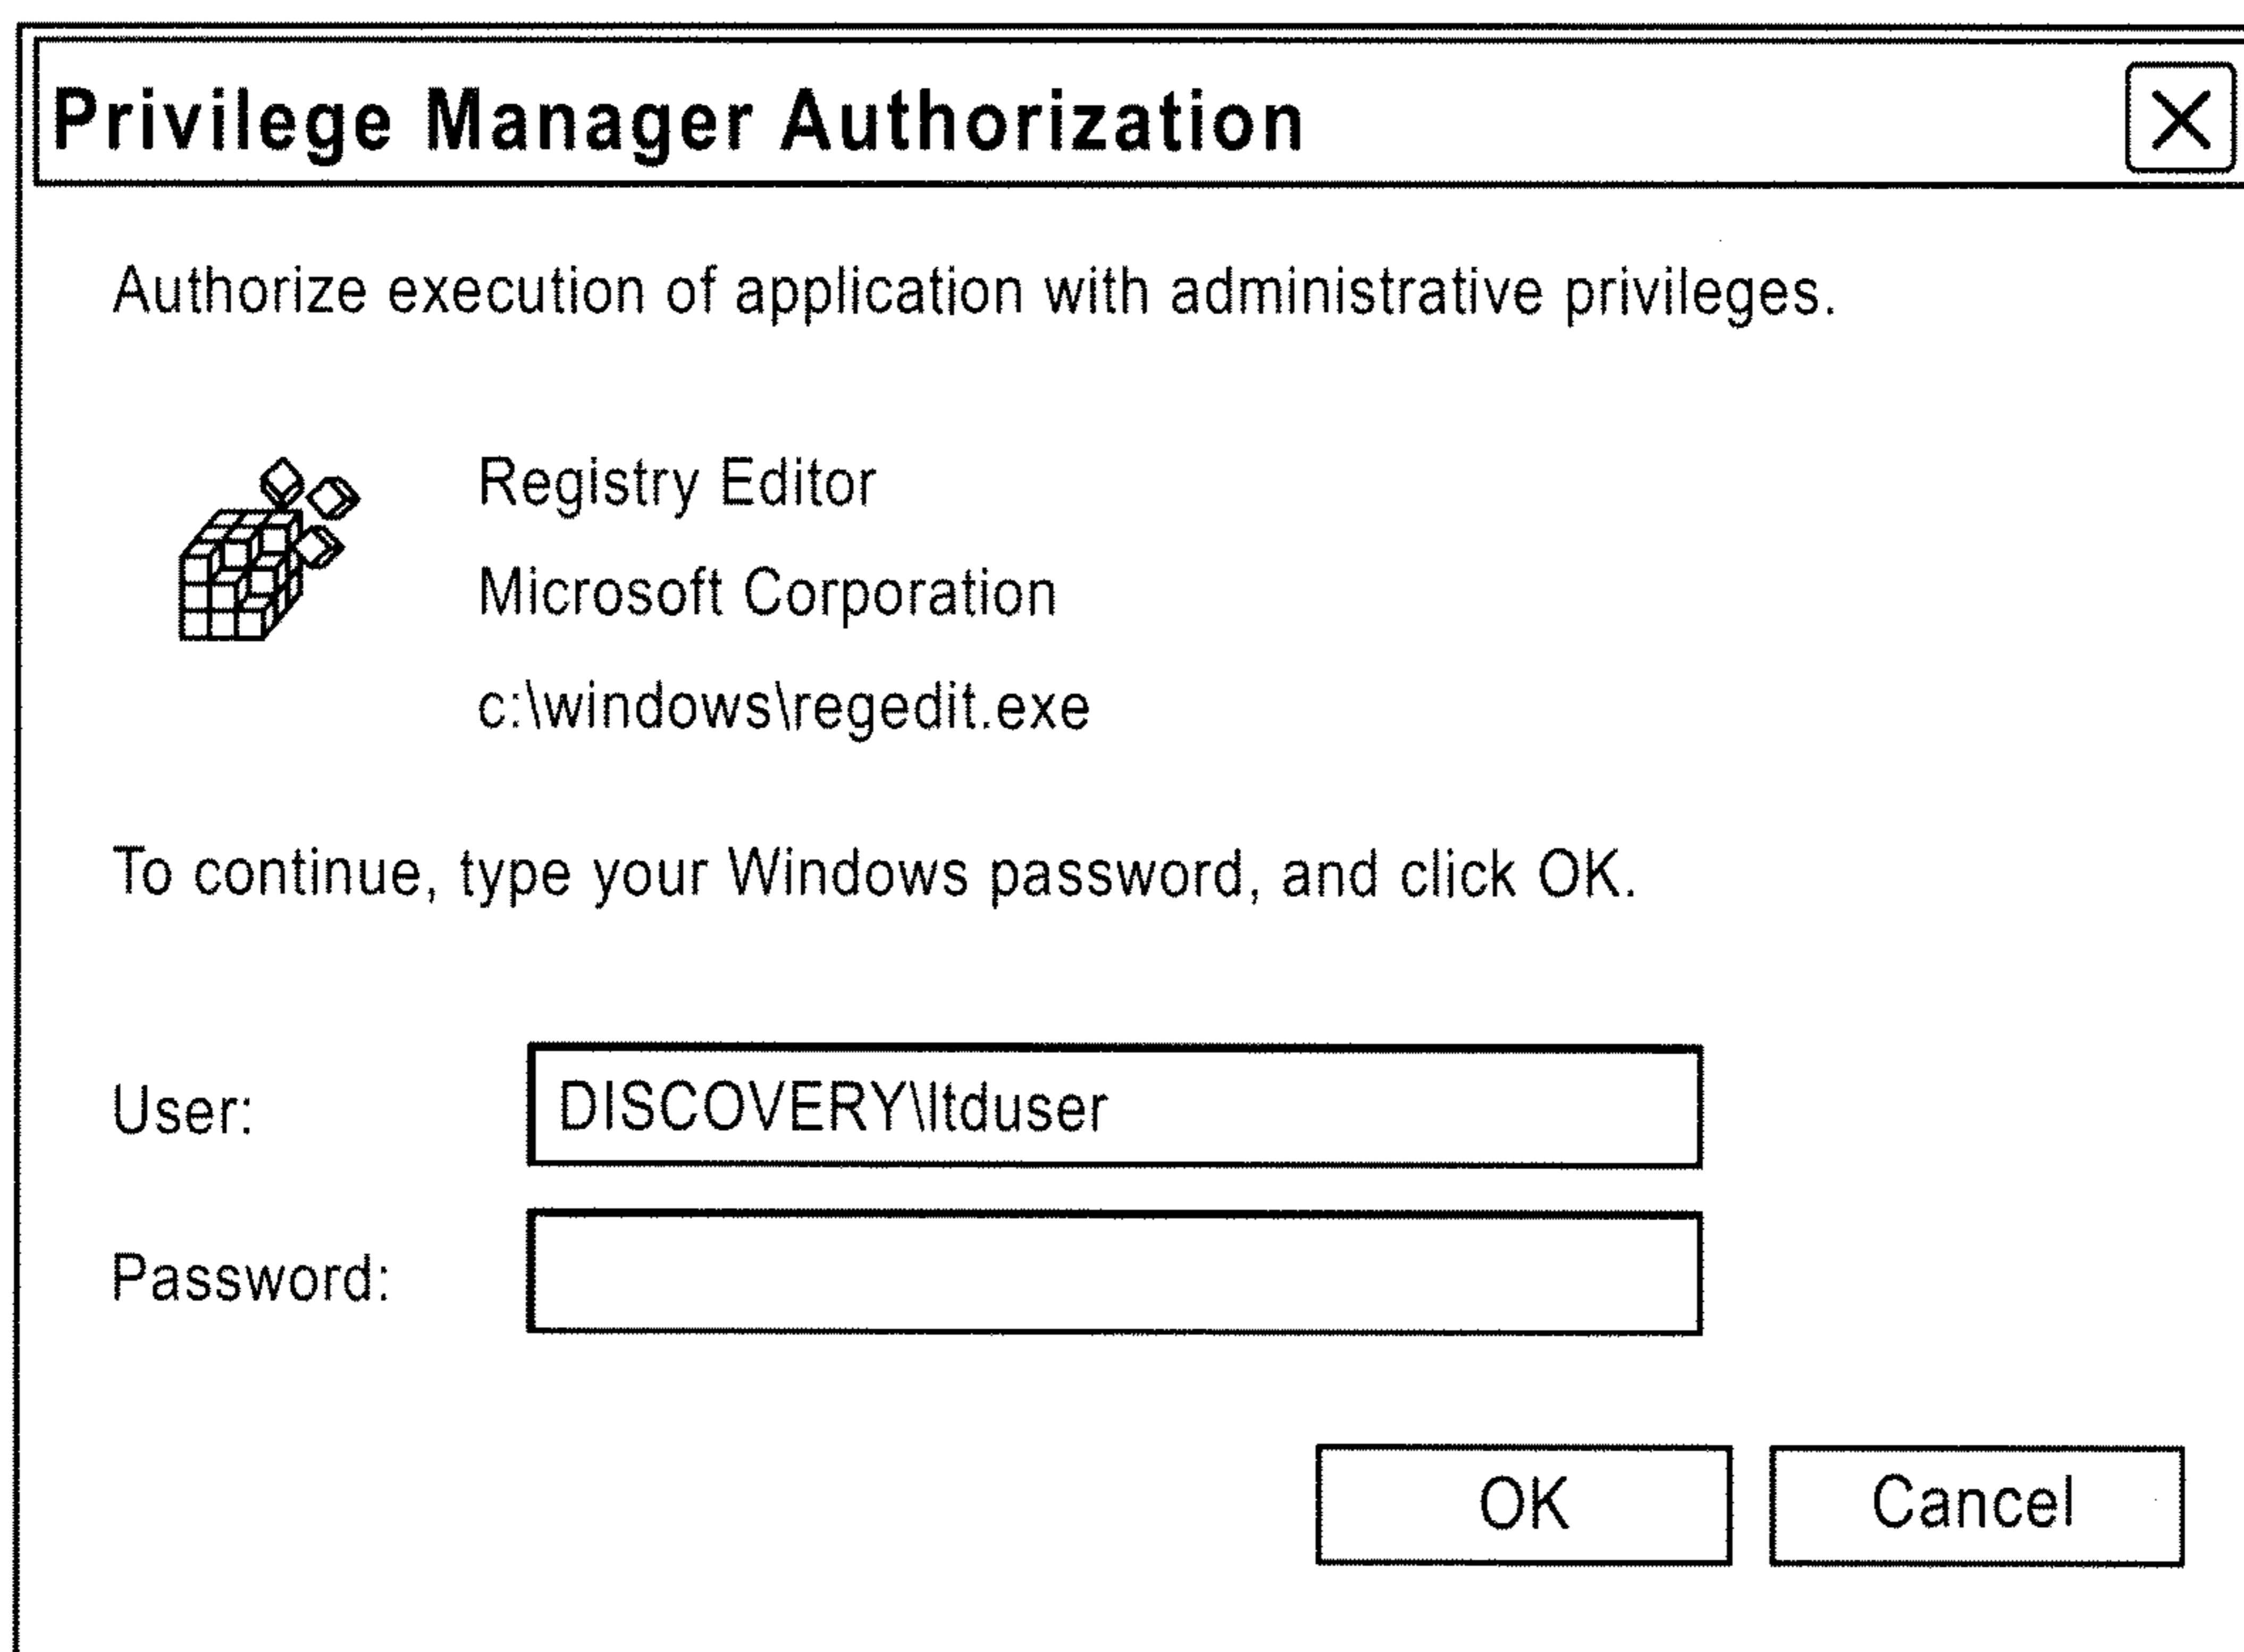 Privilege Manager Authorization
Authorize execution of application with administrative privileges.
Registry Editor
Microsoft Corporation
c:\windows\regedit.exe
To continue, type your Windows password, and click OK.
User: DISCOVERY\ltduser
Password:
OK Cancel